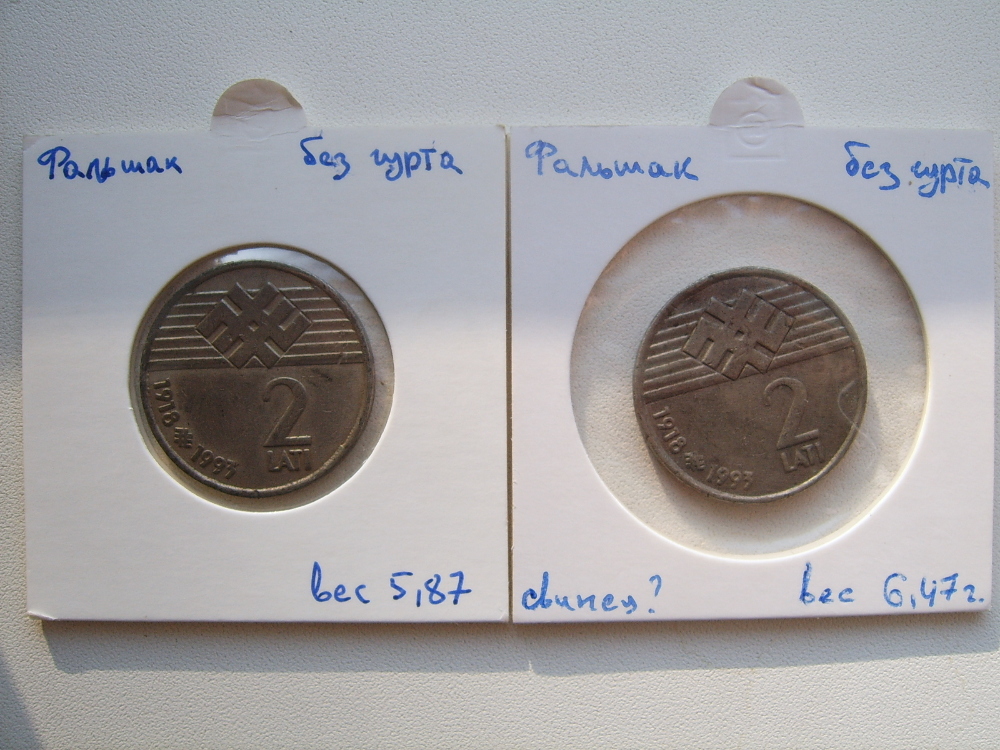 Фальшак без гурта
1918 1993
2
LATI
вес 5,87
Фальшак без гурта
1918 1993
2
LATI
свинец? вес 6,47г.